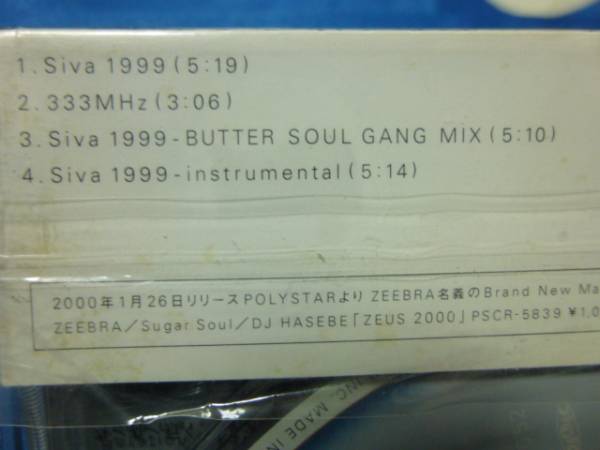 1. Siva 1999 (5:19)
2. 333MHz (3:06)
3. Siva 1999-BUTTER SOUL GANG MIX (5:10)
4. Siva 1999-instrumental (5:14)
2000年1月26日リリースPOLYSTARより ZEEBRA名義のBrand New Ma
ZEEBRA/Sugar Soul/DJ HASEBE「ZEUS 2000」PSCR-5839 ¥1,0
INC. MADE IN